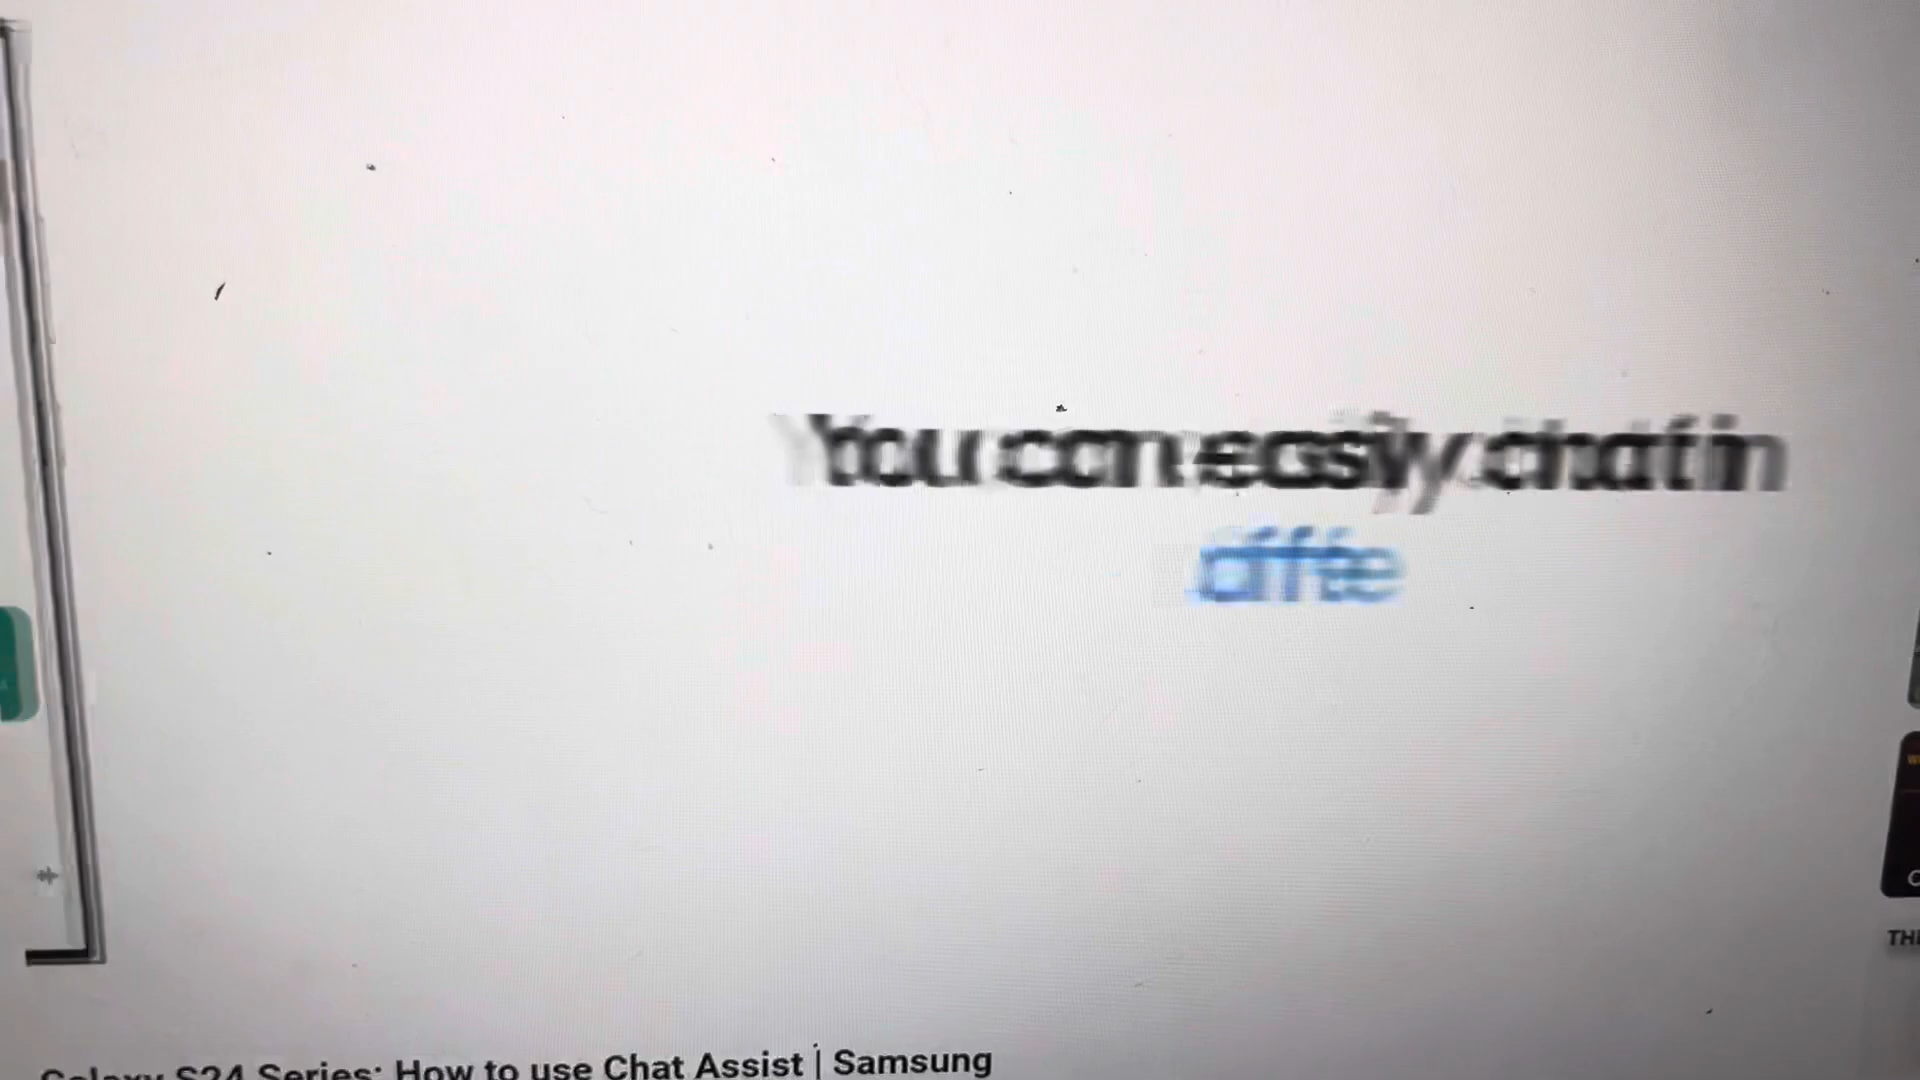 You can easily chat in
Galaxy S24 Series: How to use Chat Assist | Samsung